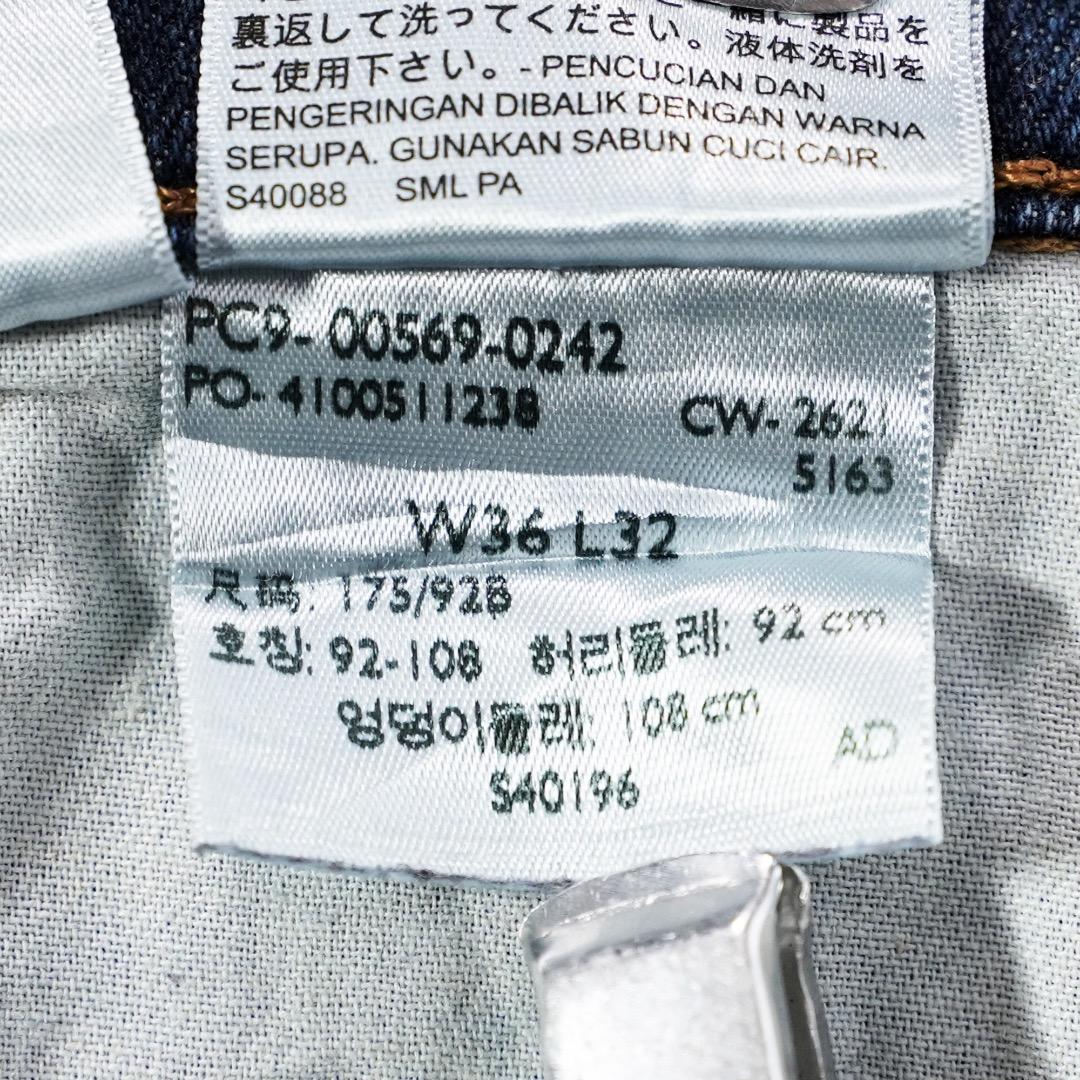 裏返して洗ってください。液体洗剤を
ご使用下さい。- PENCUCIAN DAN
PENGERINGAN DIBALIK DENGAN WARNA
SERUPA. GUNAKAN SABUN CUCI CAIR.
S40088 SML PA
PC9-00569-0242
PO-4100511238 CW-2621
5163
W36 L32
尺码: 175/92B
호칭: 92-108 허리둘레: 92 cm
엉덩이둘레: 108 cm
AD
S40196